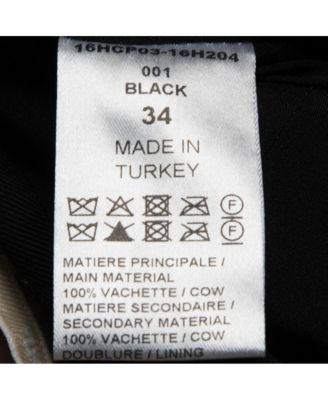 16HCP03-16H204
001
BLACK
34
MADE IN
TURKEY
F
F
MATIERE PRINCIPALE /
MAIN MATERIAL
100% VACHETTE / COW
MATIERE SECONDAIRE /
SECONDARY MATERIAL
100% VACHETTE / COW
DOUBLURE / LINING